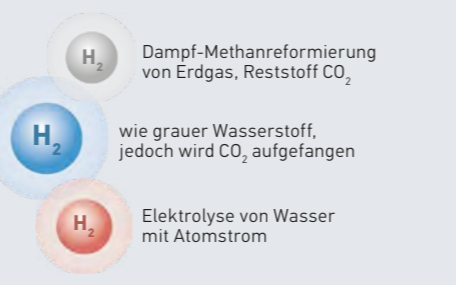 H₂
Dampf-Methanreformierung
von Erdgas, Reststoff CO₂
H₂
wie grauer Wasserstoff,
jedoch wird CO₂ aufgefangen
H₂
Elektrolyse von Wasser
mit Atomstrom